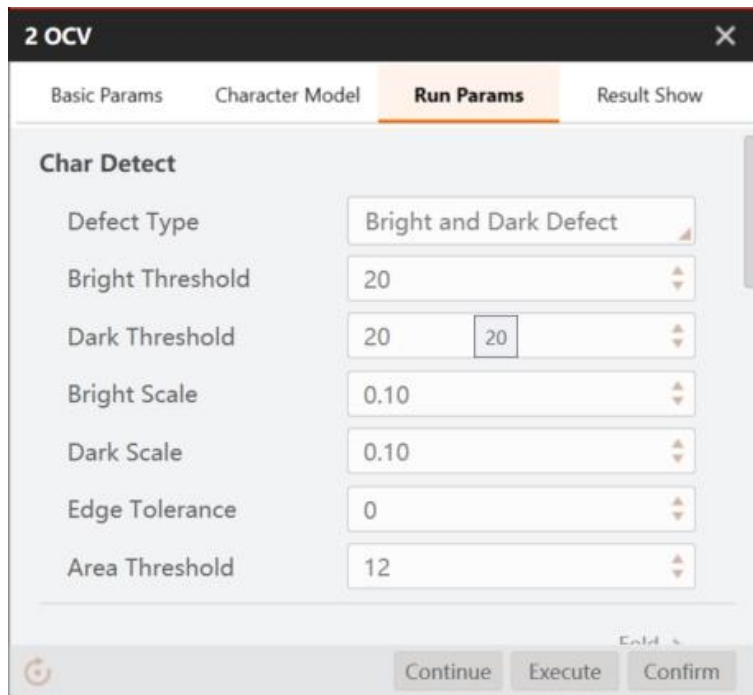 2 OCV
Basic Params Character Model Run Params Result Show
Char Detect
Defect Type Bright and Dark Defect
Bright Threshold 20
Dark Threshold 20 20
Bright Scale 0.10
Dark Scale 0.10
Edge Tolerance 0
Area Threshold 12
Fold
Continue Execute Confirm